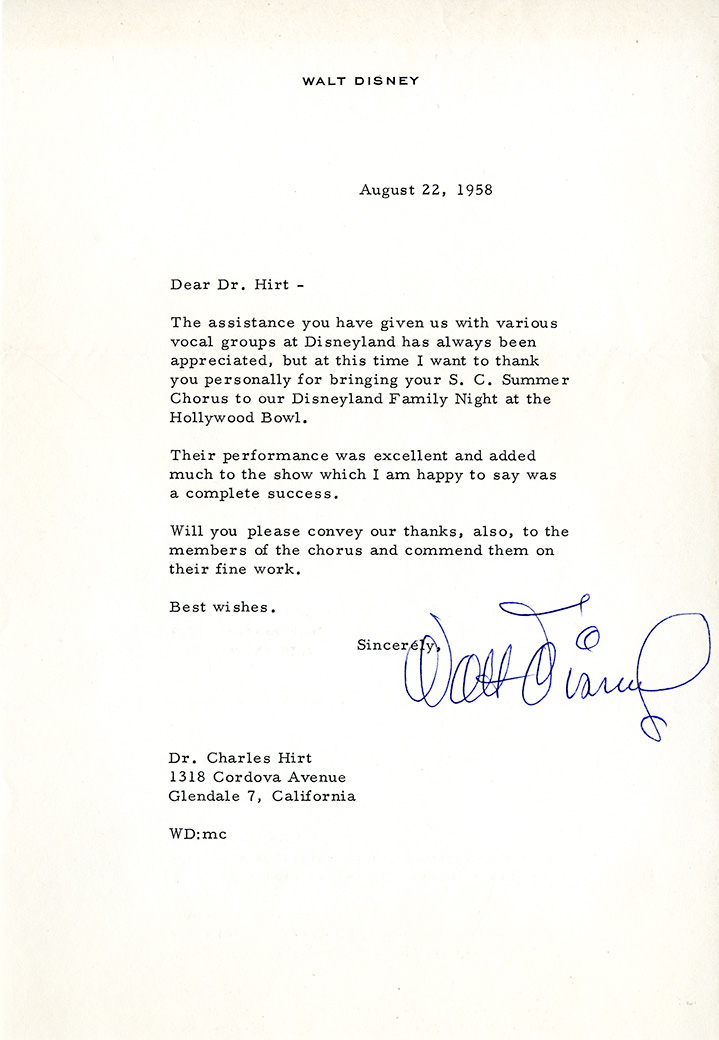 WALT DISNEY
August 22, 1958
Dear Dr. Hirt -
The assistance you have given us with various
vocal groups at Disneyland has always been
appreciated, but at this time I want to thank
you personally for bringing your S. C. Summer
Chorus to our Disneyland Family Night at the
Hollywood Bowl.
Their performance was excellent and added
much to the show which I am happy to say was
a complete success.
Will you please convey our thanks, also, to the
members of the chorus and commend them on
their fine work.
Best wishes.
Sincerely,
Walt Disney
Dr. Charles Hirt
1318 Cordova Avenue
Glendale 7, California
WD:mc